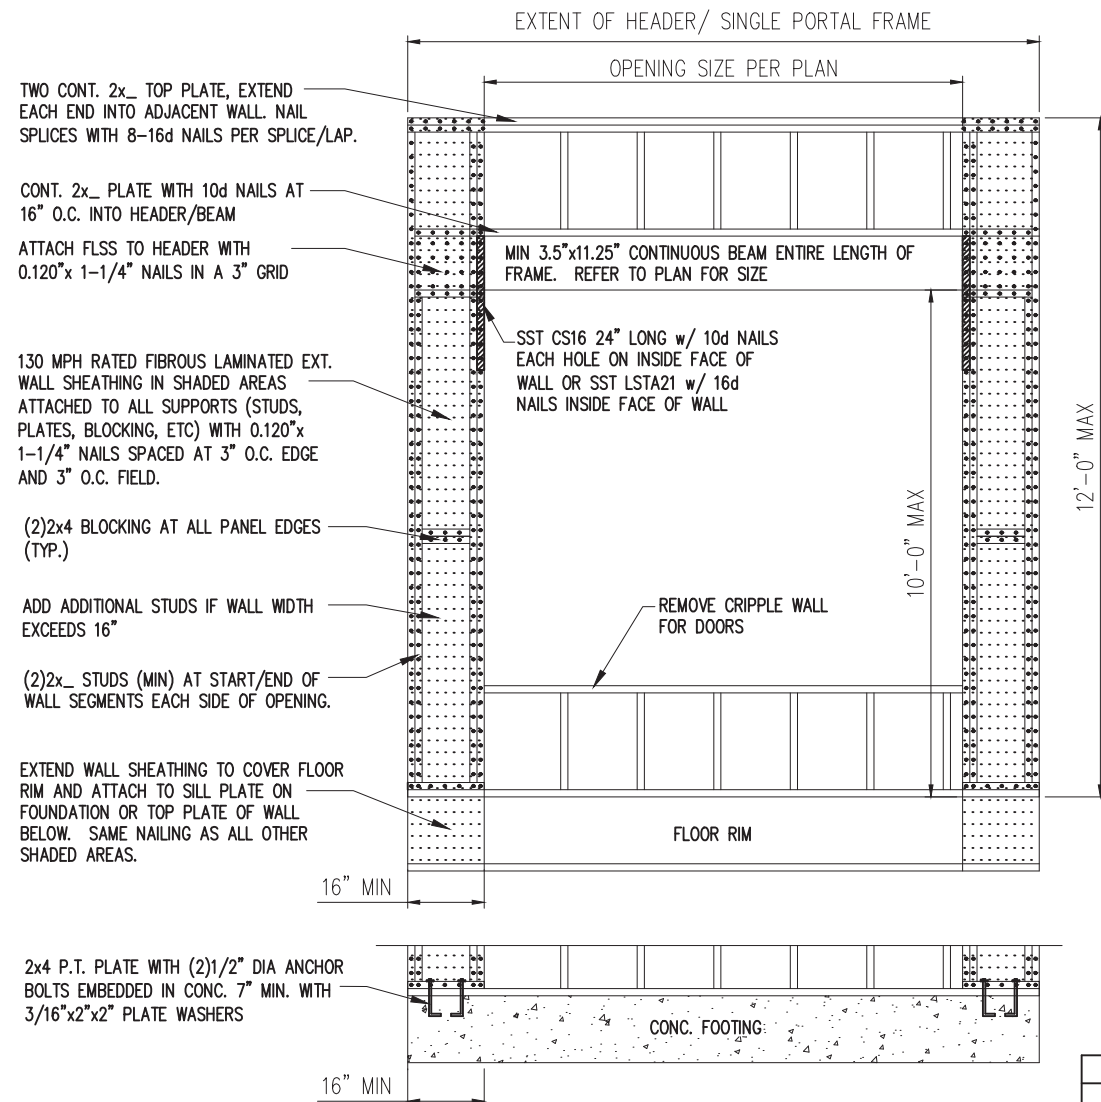 EXTENT OF HEADER/ SINGLE PORTAL FRAME
OPENING SIZE PER PLAN
TWO CONT. 2x_ TOP PLATE, EXTEND
EACH END INTO ADJACENT WALL. NAIL
SPLICES WITH 8-16d NAILS PER SPLICE/LAP.
CONT. 2x_ PLATE WITH 10d NAILS AT
16" O.C. INTO HEADER/BEAM
ATTACH FLSS TO HEADER WITH
0.120"x 1-1/4" NAILS IN A 3" GRID
MIN 3.5"x11.25" CONTINUOUS BEAM ENTIRE LENGTH OF
FRAME. REFER TO PLAN FOR SIZE
SST CS16 24" LONG w/ 10d NAILS
EACH HOLE ON INSIDE FACE OF
WALL OR SST LSTA21 w/ 16d
NAILS INSIDE FACE OF WALL
130 MPH RATED FIBROUS LAMINATED EXT.
WALL SHEATHING IN SHADED AREAS
ATTACHED TO ALL SUPPORTS (STUDS,
PLATES, BLOCKING, ETC) WITH 0.120"x
1-1/4" NAILS SPACED AT 3" O.C. EDGE
AND 3" O.C. FIELD.
12'-0" MAX
10'-0" MAX
(2)2x4 BLOCKING AT ALL PANEL EDGES
(TYP.)
ADD ADDITIONAL STUDS IF WALL WIDTH
EXCEEDS 16"
REMOVE CRIPPLE WALL
FOR DOORS
(2)2x_ STUDS (MIN) AT START/END OF
WALL SEGMENTS EACH SIDE OF OPENING.
EXTEND WALL SHEATHING TO COVER FLOOR
RIM AND ATTACH TO SILL PLATE ON
FOUNDATION OR TOP PLATE OF WALL
BELOW. SAME NAILING AS ALL OTHER
SHADED AREAS.
FLOOR RIM
16" MIN
2x4 P.T. PLATE WITH (2)1/2" DIA ANCHOR
BOLTS EMBEDDED IN CONC. 7" MIN. WITH
3/16"x2"x2" PLATE WASHERS
CONC. FOOTING
16" MIN